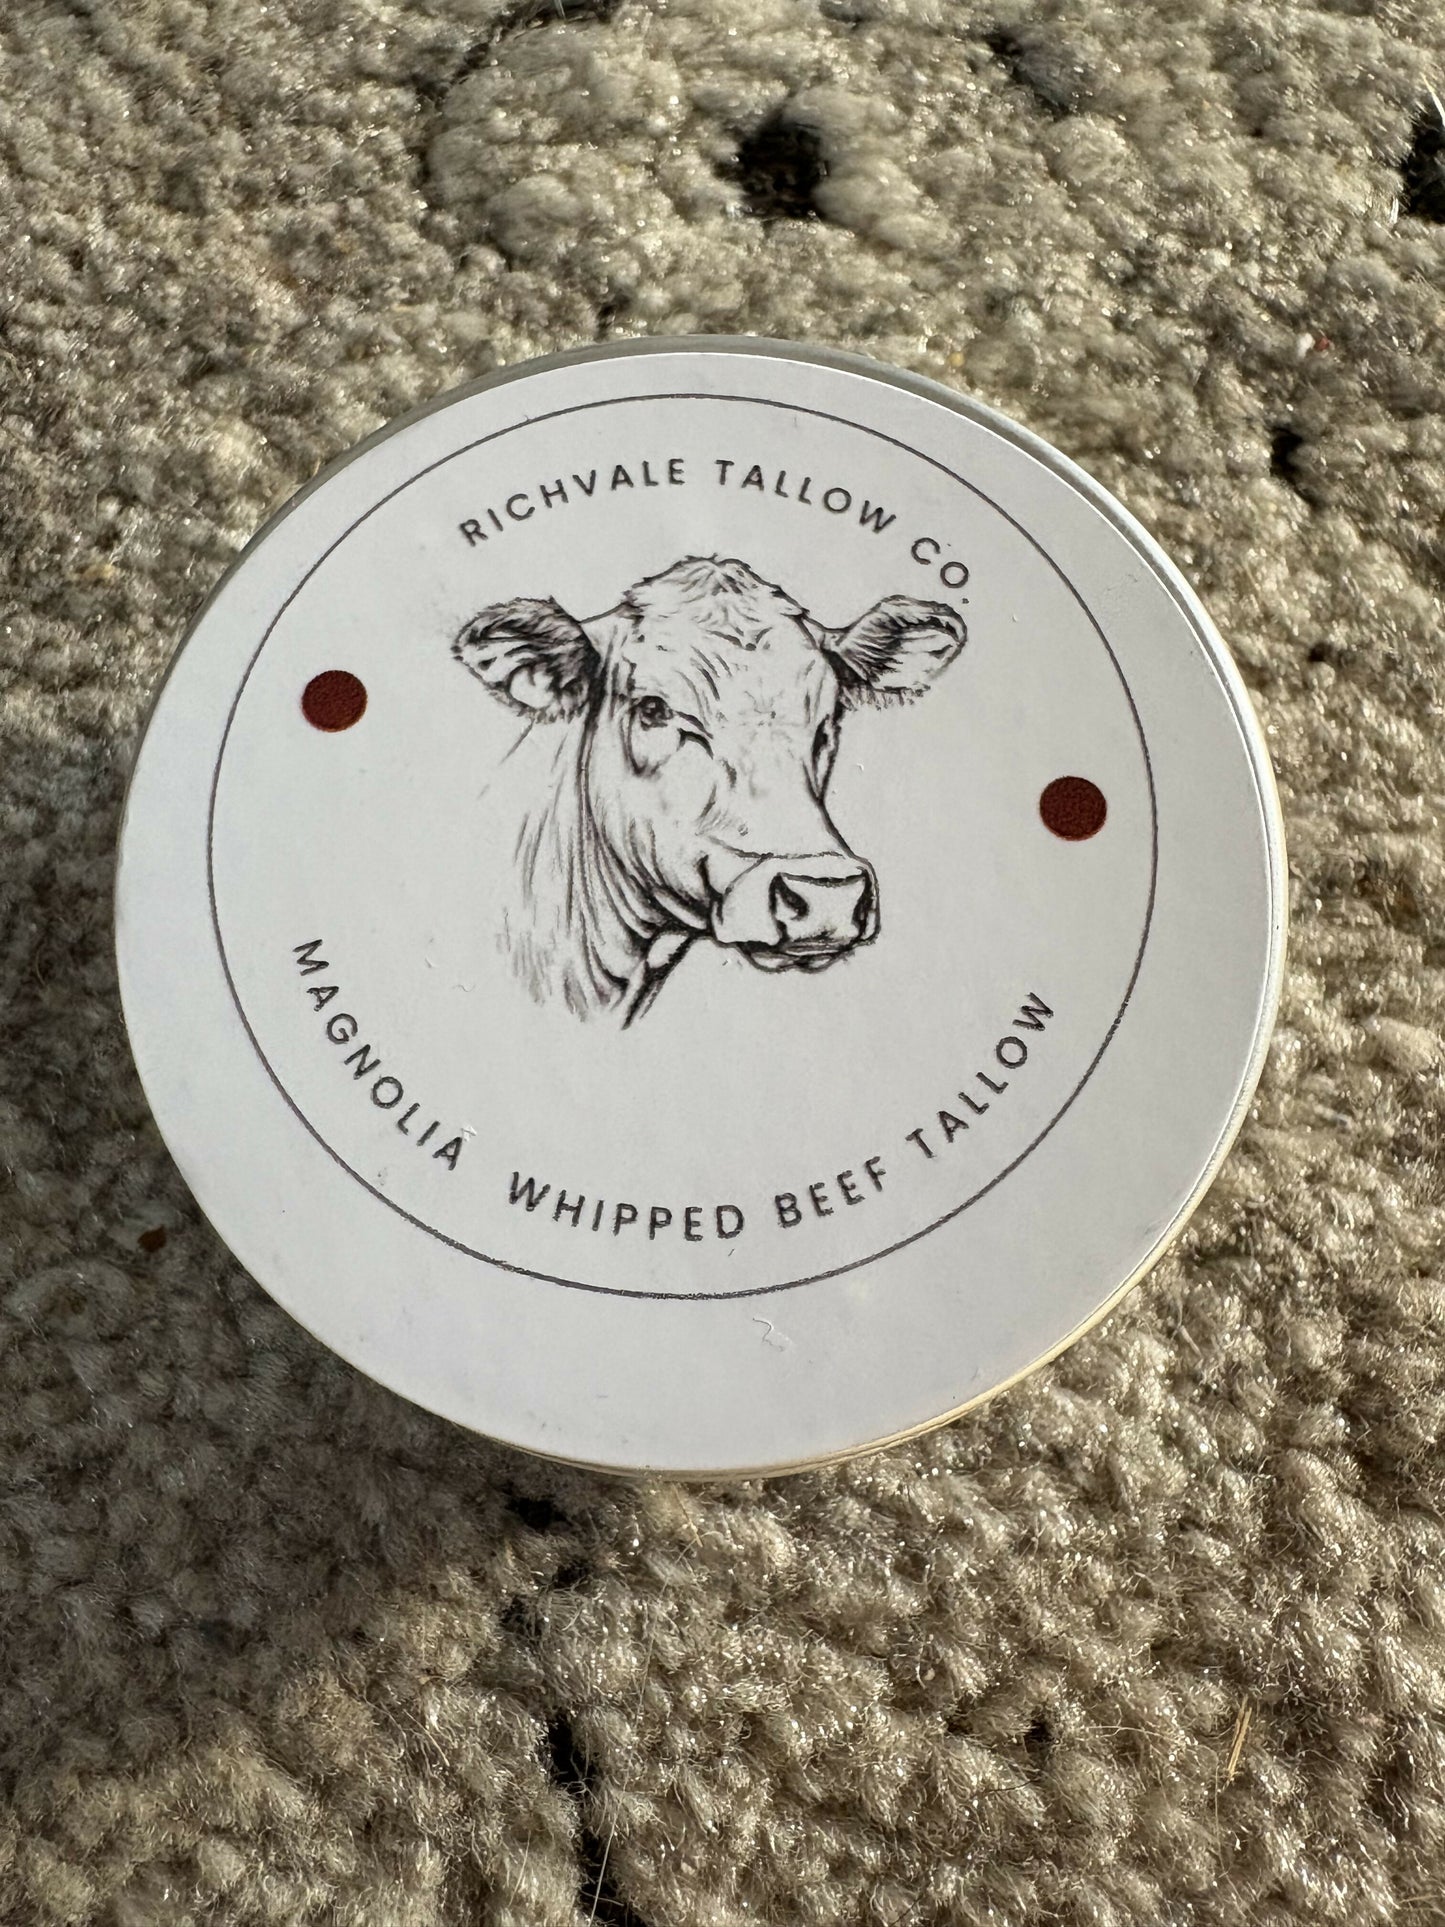 RICHVALE TALLOW CO.
MAGNOLIA WHIPPED BEEF TALLOW